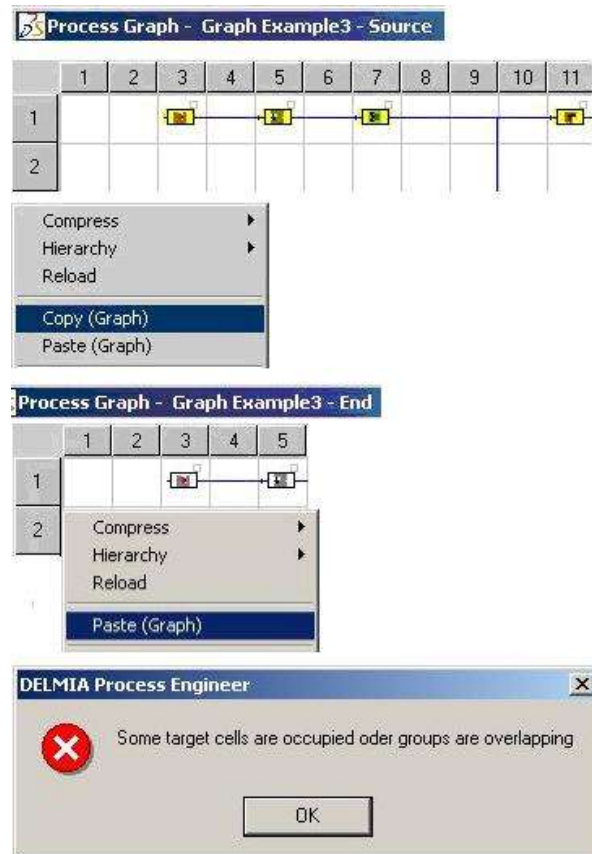 Process Graph - Graph Example3 - Source
1 2 3 4 5 6 7 8 9 10 11
1
2
Compress
Hierarchy
Reload
Copy (Graph)
Paste (Graph)
Process Graph - Graph Example3 - End
1 2 3 4 5
1
2
Compress
Hierarchy
Reload
Paste (Graph)
DELMIA Process Engineer
Some target cells are occupied oder groups are overlapping
OK